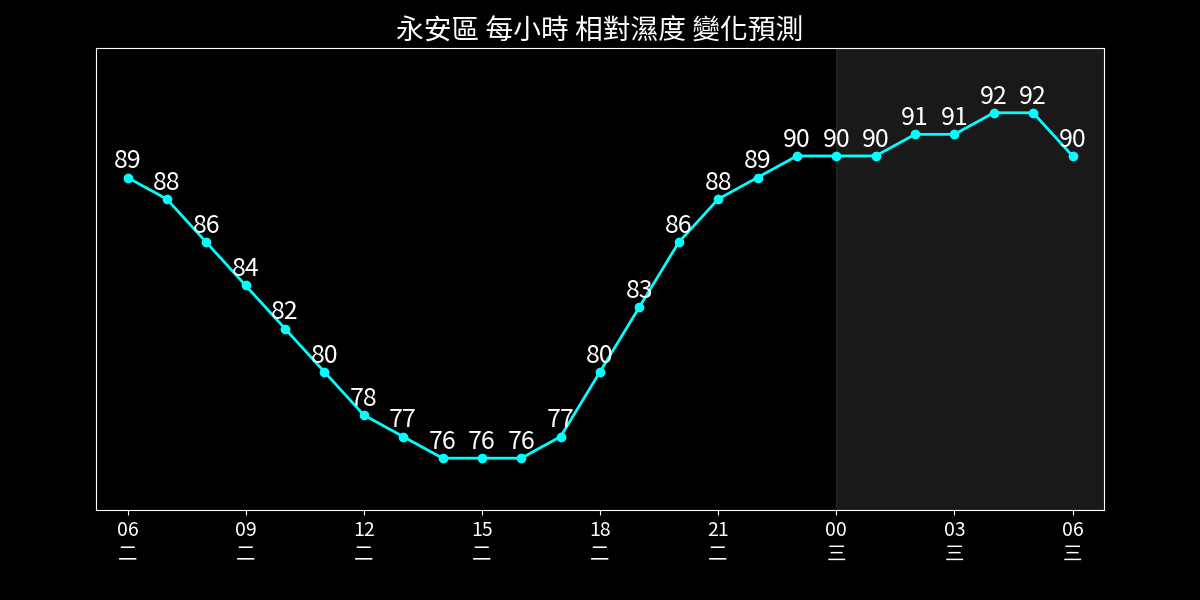 永安區 每小時 相對濕度 變化預測
89 88 86 84 82 80 78 77 76 76 76 77 80 83 86 88 89 90 90 90 91 91 92 92 90
06 09 12 15 18 21 00 03 06
二 二 二 二 二 二 三 三 三